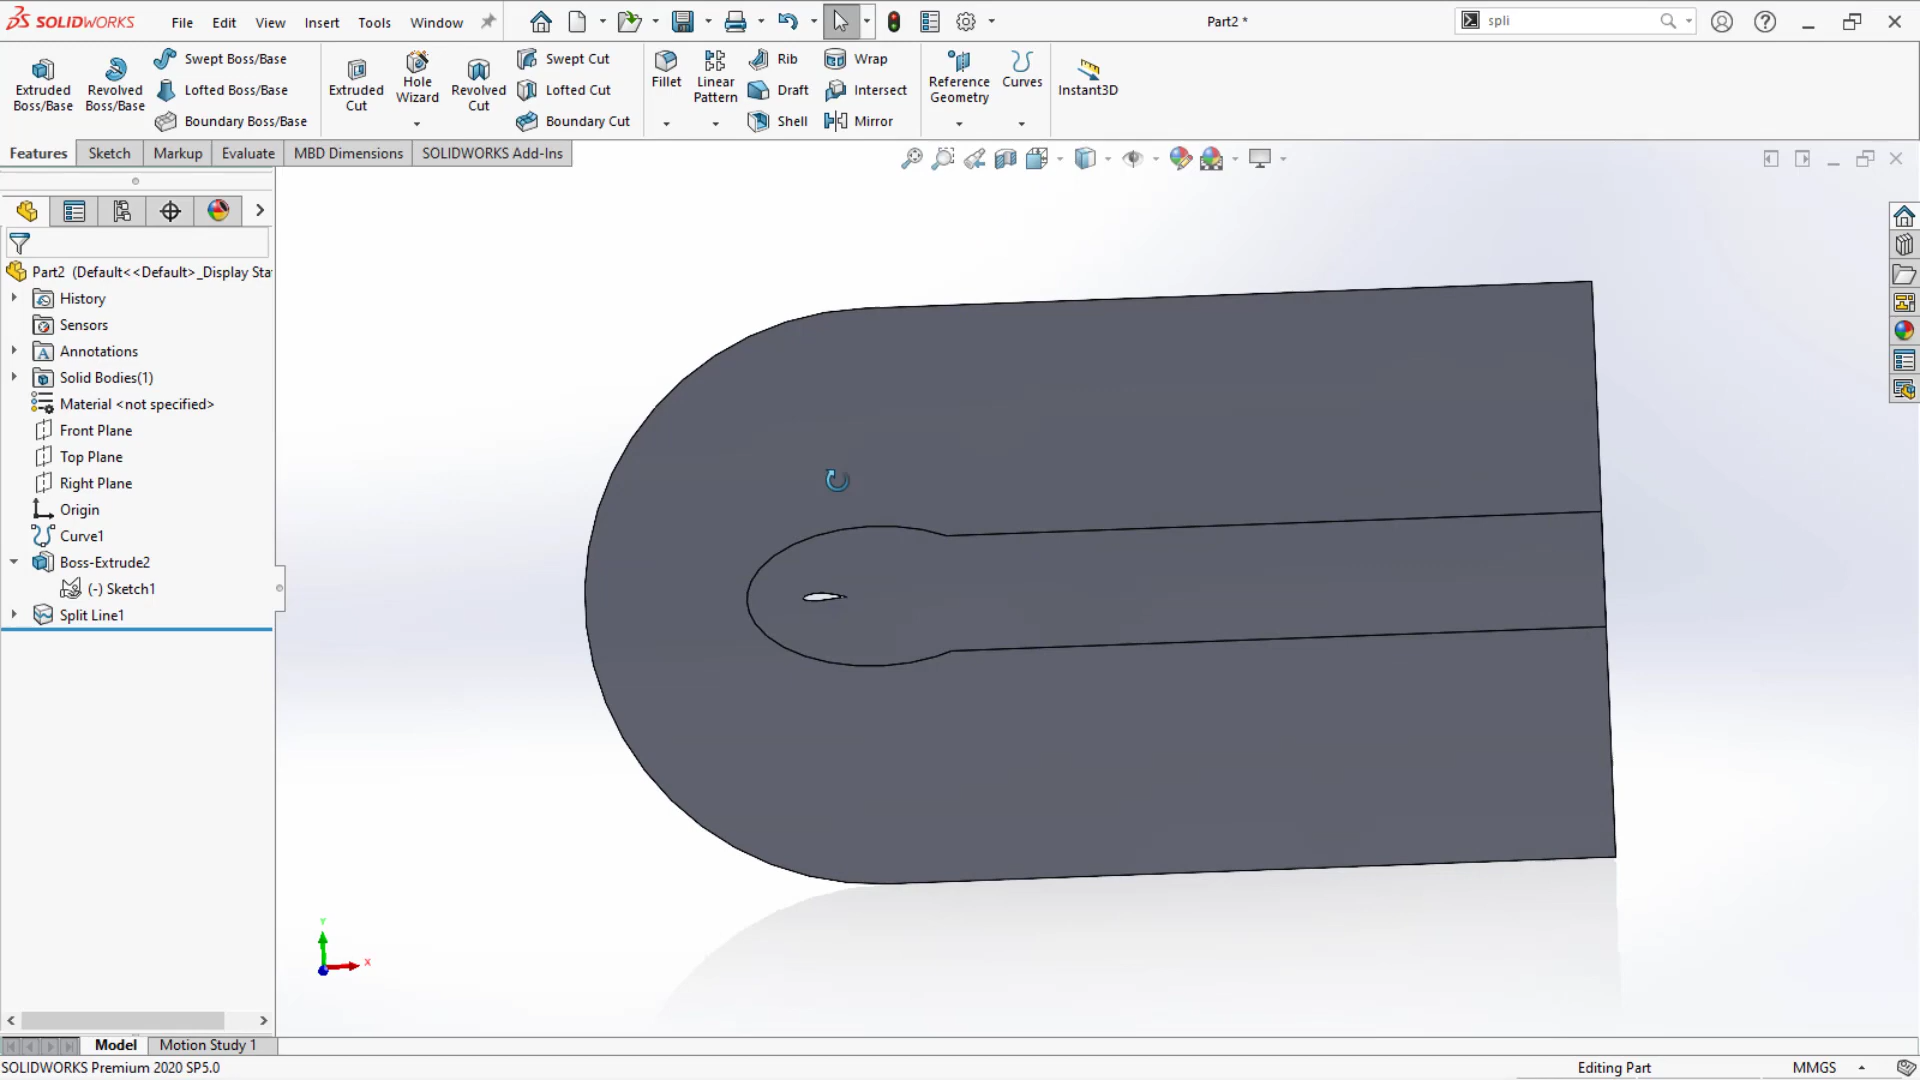 SOLIDWORKS File Edit View Insert Tools Window Part2 * spli
Extruded Boss/Base
Revolved Boss/Base
Swept Boss/Base
Lofted Boss/Base
Boundary Boss/Base
Extruded Cut
Hole Wizard
Revolved Cut
Swept Cut
Lofted Cut
Boundary Cut
Fillet
Linear Pattern
Rib
Draft
Shell
Wrap
Intersect
Mirror
Reference Geometry
Curves
Instant3D
Features Sketch Markup Evaluate MBD Dimensions SOLIDWORKS Add-Ins
Part2 (Default<<Default>_Display Sta
History
Sensors
Annotations
Solid Bodies(1)
Material <not specified>
Front Plane
Top Plane
Right Plane
Origin
Curve1
Boss-Extrude2
(-) Sketch1
Split Line1
Y
X
Model Motion Study 1
SOLIDWORKS Premium 2020 SP5.0 Editing Part MMGS